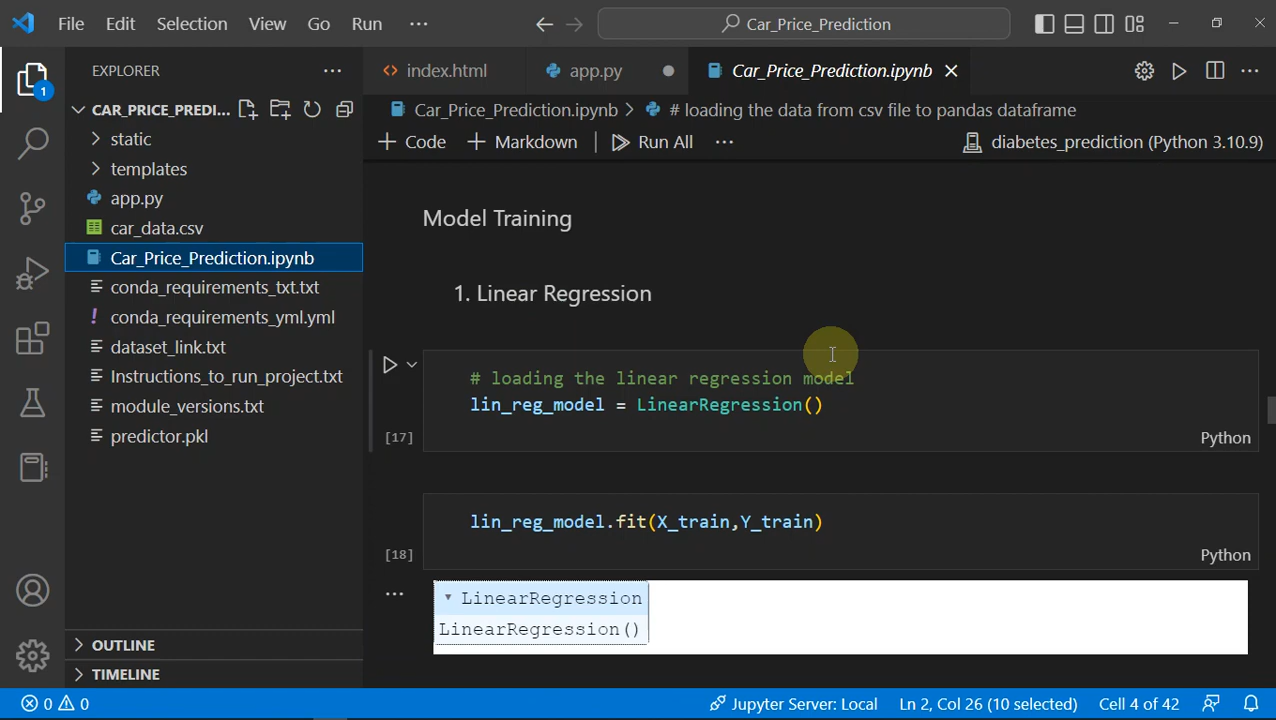 File Edit Selection View Go Run ··· Car_Price_Prediction
EXPLORER ···
CAR_PRICE_PREDI...
static
templates
app.py
car_data.csv
Car_Price_Prediction.ipynb
conda_requirements_txt.txt
! conda_requirements_yml.yml
dataset_link.txt
Instructions_to_run_project.txt
module_versions.txt
predictor.pkl
OUTLINE
TIMELINE
1
index.html app.py Car_Price_Prediction.ipynb ···
Car_Price_Prediction.ipynb > # loading the data from csv file to pandas dataframe
+ Code + Markdown Run All ··· diabetes_prediction (Python 3.10.9)
Model Training
1. Linear Regression
# loading the linear regression model
lin_reg_model = LinearRegression()
[17] Python
lin_reg_model.fit(X_train,Y_train)
[18] Python
··· LinearRegression
LinearRegression()
0 0 Jupyter Server: Local Ln 2, Col 26 (10 selected) Cell 4 of 42